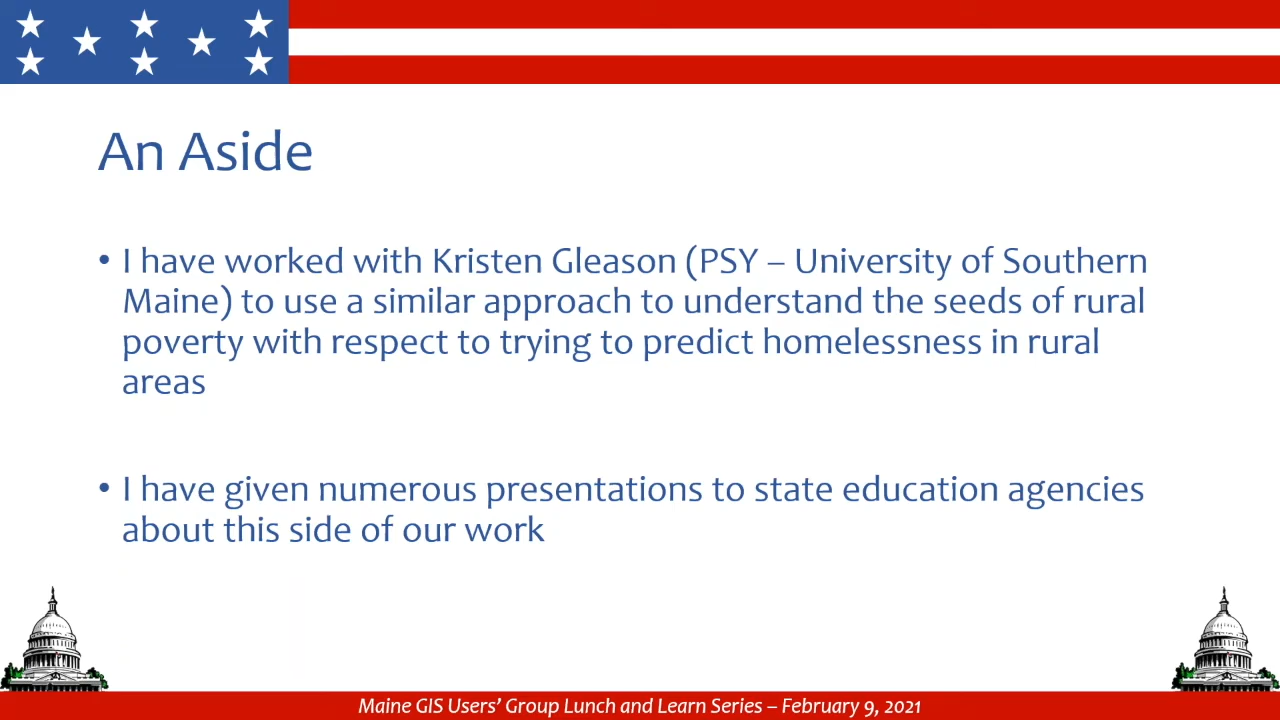 An Aside
• I have worked with Kristen Gleason (PSY – University of Southern
Maine) to use a similar approach to understand the seeds of rural
poverty with respect to trying to predict homelessness in rural
areas
• I have given numerous presentations to state education agencies
about this side of our work
Maine GIS Users’ Group Lunch and Learn Series – February 9, 2021